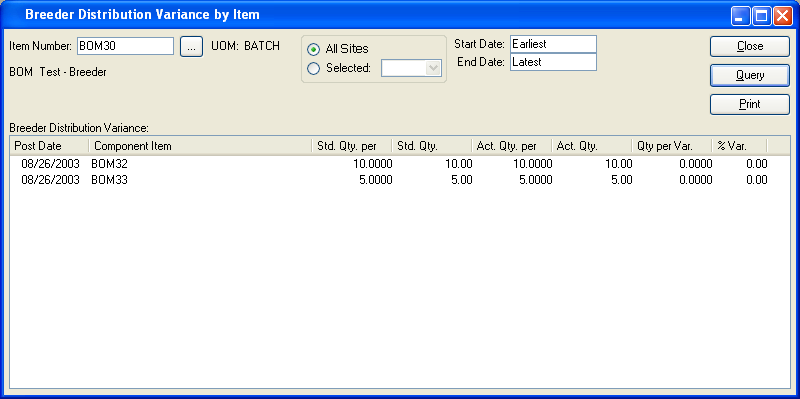 Breeder Distribution Variance by Item
Item Number: BOM30 ... UOM: BATCH
BOM Test - Breeder
All Sites
Selected:
Start Date: Earliest
End Date: Latest
Close
Query
Print
Breeder Distribution Variance:
Post Date Component Item Std. Qty. per Std. Qty. Act. Qty. per Act. Qty. Qty per Var. % Var.
08/26/2003 BOM32 10.0000 10.00 10.0000 10.00 0.0000 0.00
08/26/2003 BOM33 5.0000 5.00 5.0000 5.00 0.0000 0.00